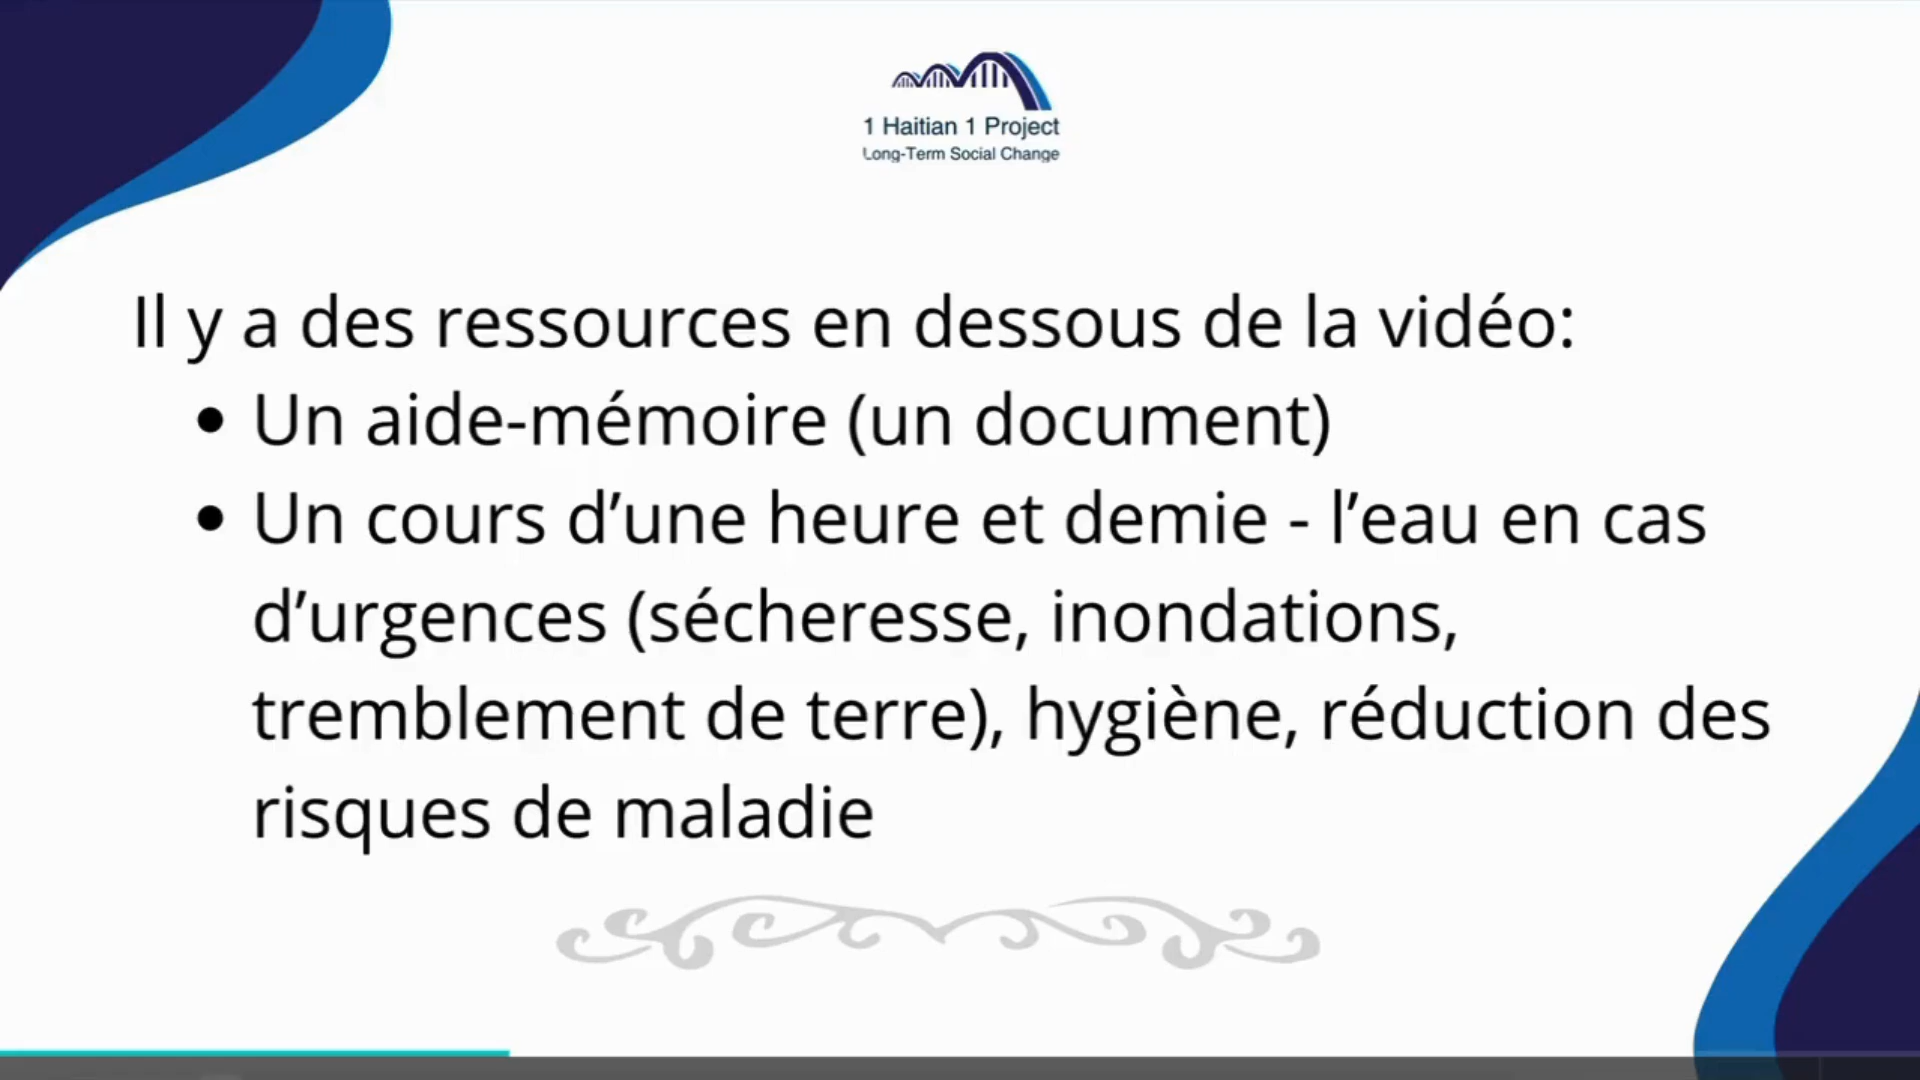 1 Haitian 1 Project
Long-Term Social Change
Il y a des ressources en dessous de la vidéo:
• Un aide-mémoire (un document)
• Un cours d’une heure et demie - l’eau en cas
d’urgences (sécheresse, inondations,
tremblement de terre), hygiène, réduction des
risques de maladie